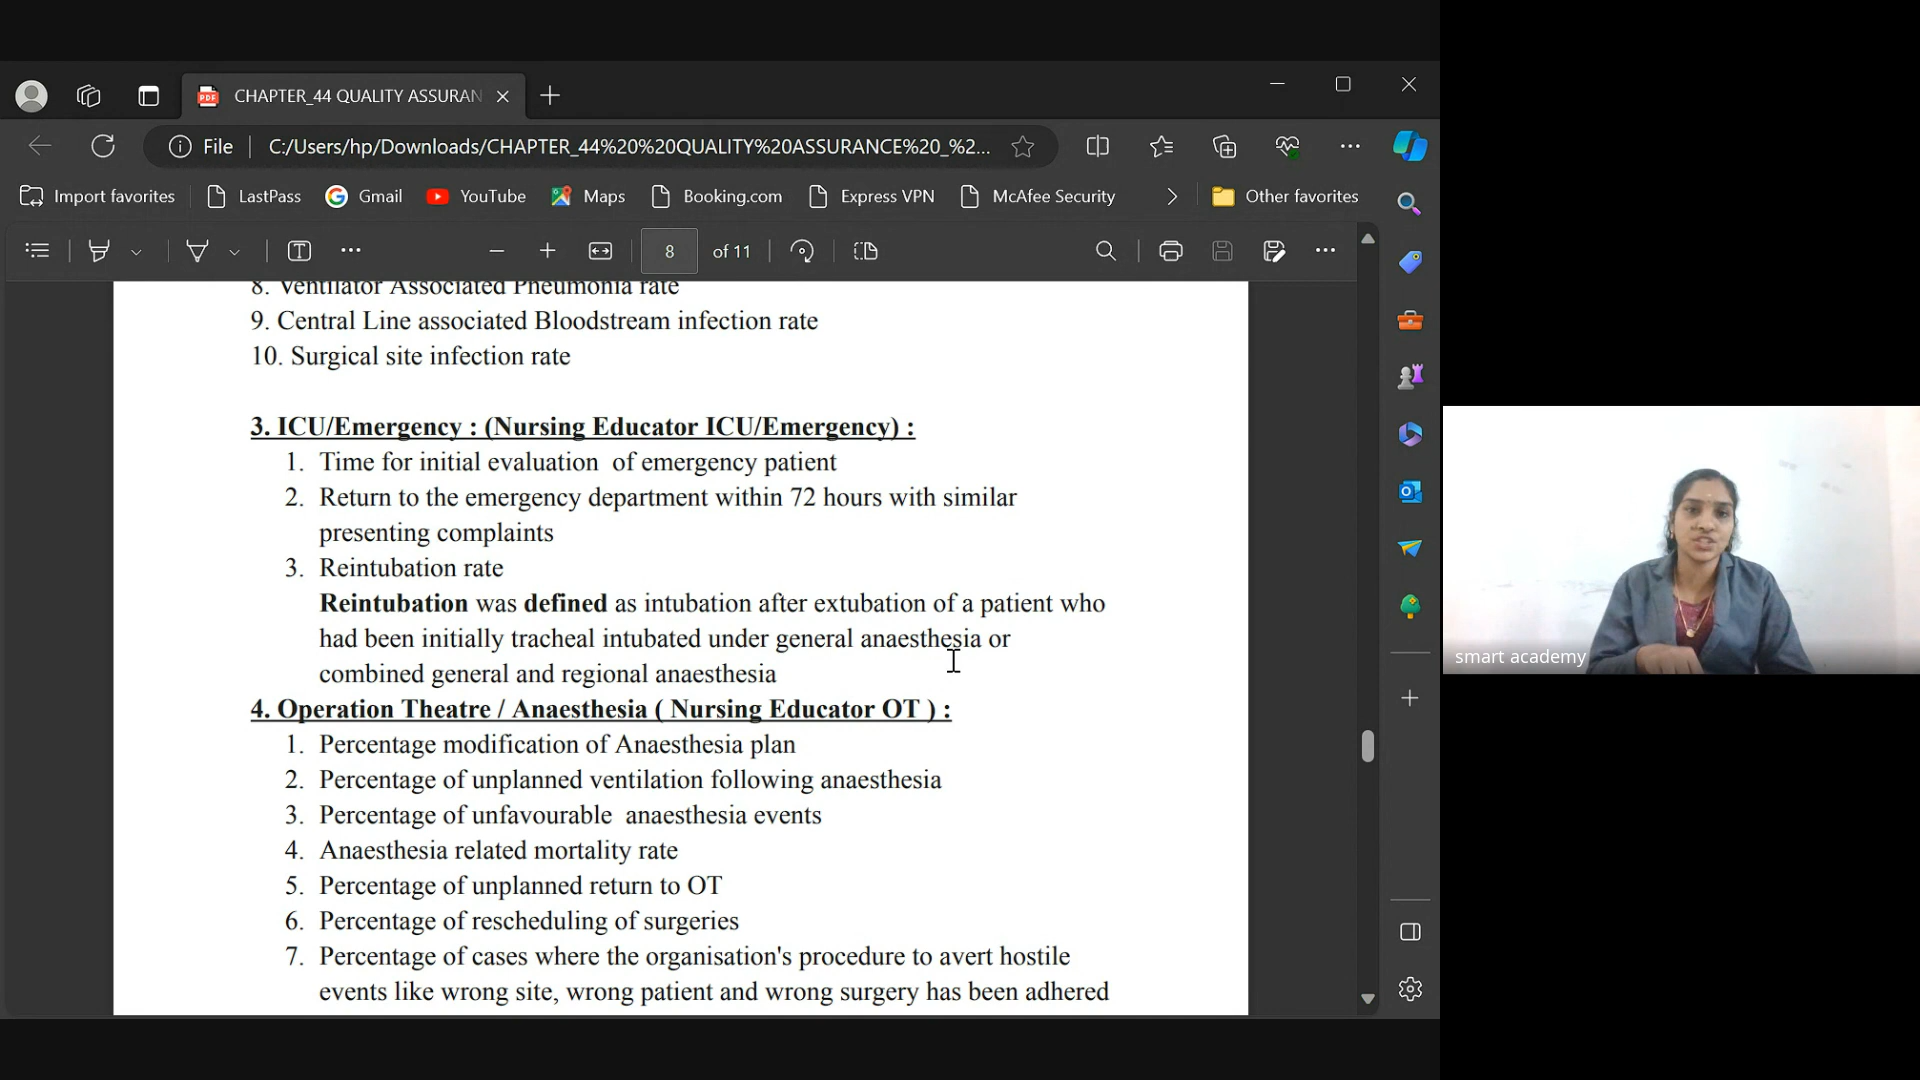 CHAPTER_44 QUALITY ASSURAN
File
C:/Users/hp/Downloads/CHAPTER_44%20%20QUALITY%20ASSURANCE%20_%2...
Import favorites
LastPass
Gmail
YouTube
Maps
Booking.com
Express VPN
McAfee Security
Other favorites
8 of 11
8. Ventilator Associated Pneumonia rate
9. Central Line associated Bloodstream infection rate
10. Surgical site infection rate
3. ICU/Emergency : (Nursing Educator ICU/Emergency) :
1. Time for initial evaluation of emergency patient
2. Return to the emergency department within 72 hours with similar
presenting complaints
3. Reintubation rate
Reintubation was defined as intubation after extubation of a patient who
had been initially tracheal intubated under general anaesthesia or
combined general and regional anaesthesia
4. Operation Theatre / Anaesthesia ( Nursing Educator OT ) :
1. Percentage modification of Anaesthesia plan
2. Percentage of unplanned ventilation following anaesthesia
3. Percentage of unfavourable anaesthesia events
4. Anaesthesia related mortality rate
5. Percentage of unplanned return to OT
6. Percentage of rescheduling of surgeries
7. Percentage of cases where the organisation's procedure to avert hostile
events like wrong site, wrong patient and wrong surgery has been adhered
smart academy